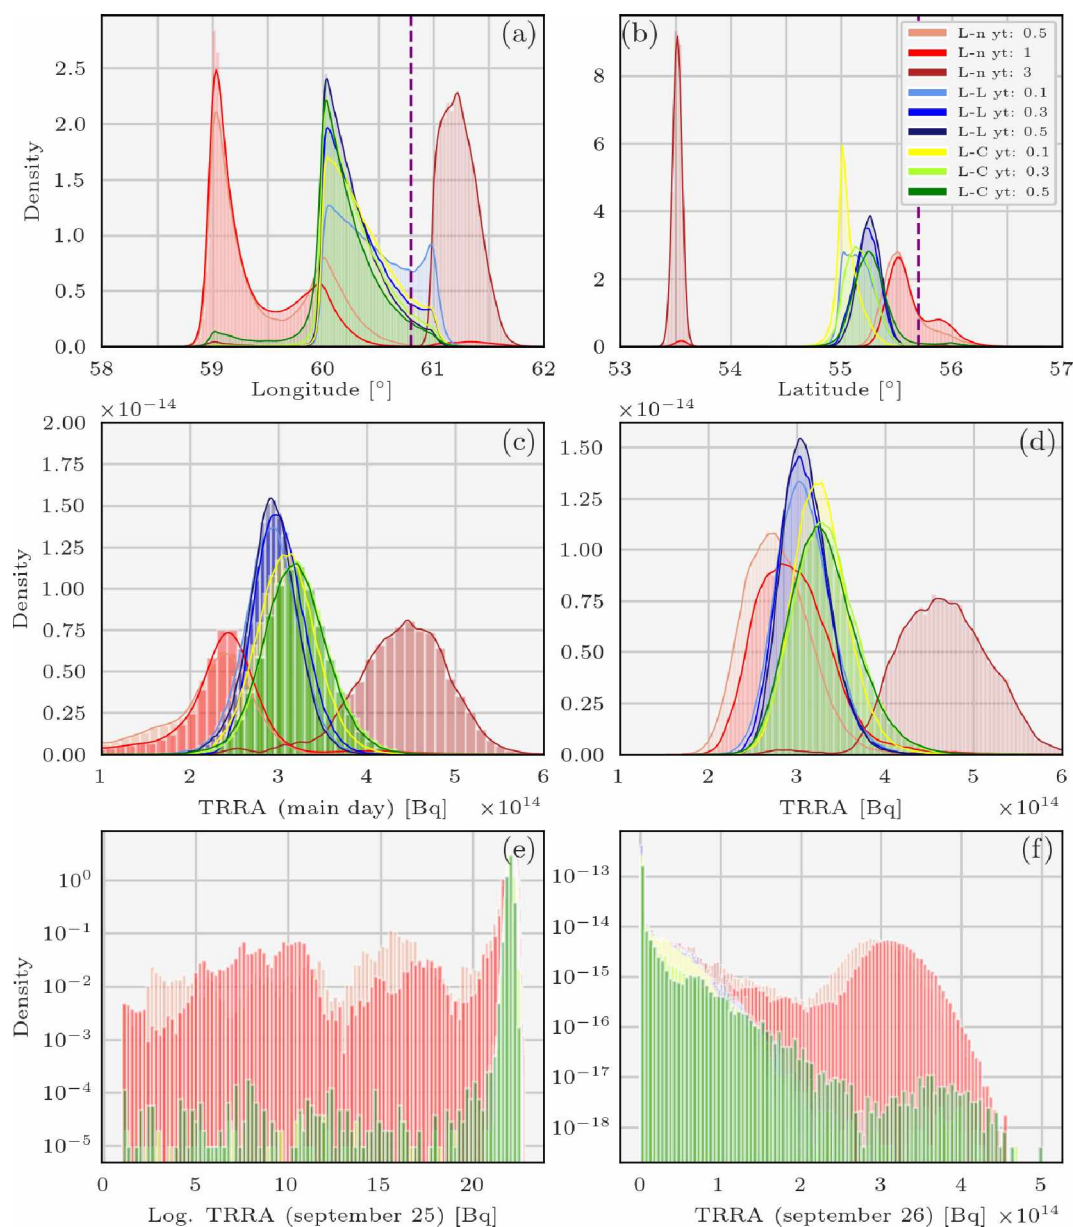 (a)
2.5
2.0
1.5
1.0
0.5
0.0
Density
58 59 60 61 62
Longitude [°]
(b)
8
6
4
2
0
53 54 55 56 57
Latitude [°]
L-n yt: 0.5
L-n yt: 1
L-n yt: 3
L-L yt: 0.1
L-L yt: 0.3
L-L yt: 0.5
L-C yt: 0.1
L-C yt: 0.3
L-C yt: 0.5
×10⁻¹⁴
(c)
2.00
1.75
1.50
1.25
1.00
0.75
0.50
0.25
0.00
Density
1 2 3 4 5 6
TRRA (main day) [Bq] ×10¹⁴
×10⁻¹⁴
(d)
1.50
1.25
1.00
0.75
0.50
0.25
0.00
1 2 3 4 5 6
TRRA [Bq] ×10¹⁴
(e)
10⁰
10⁻¹
10⁻²
10⁻³
10⁻⁴
10⁻⁵
Density
0 5 10 15 20
Log. TRRA (september 25) [Bq]
(f)
10⁻¹³
10⁻¹⁴
10⁻¹⁵
10⁻¹⁶
10⁻¹⁷
10⁻¹⁸
0 1 2 3 4 5
TRRA (september 26) [Bq] ×10¹⁴